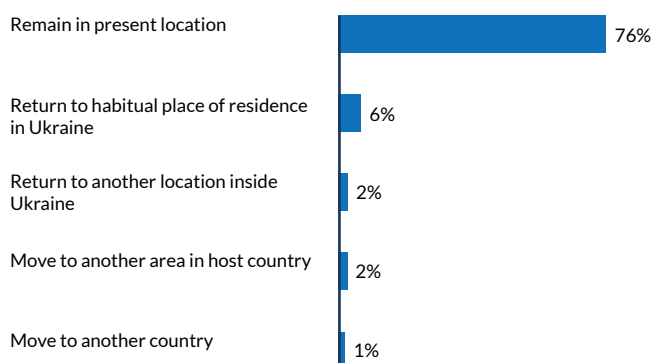 Remain in present location
76%
Return to habitual place of residence
in Ukraine
6%
Return to another location inside
Ukraine
2%
Move to another area in host country
2%
Move to another country
1%